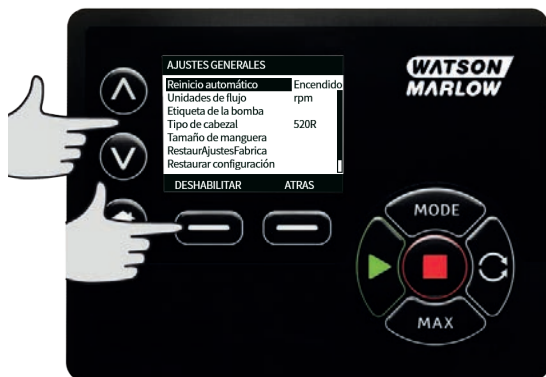 AJUSTES GENERALES
Reinicio automático Encendido
Unidades de flujo rpm
Etiqueta de la bomba
Tipo de cabezal 520R
Tamaño de manguera
RestaurAjustesFabrica
Restaurar configuración
DESHABILITAR ATRAS
WATSON
MARLOW
MODE
MAX